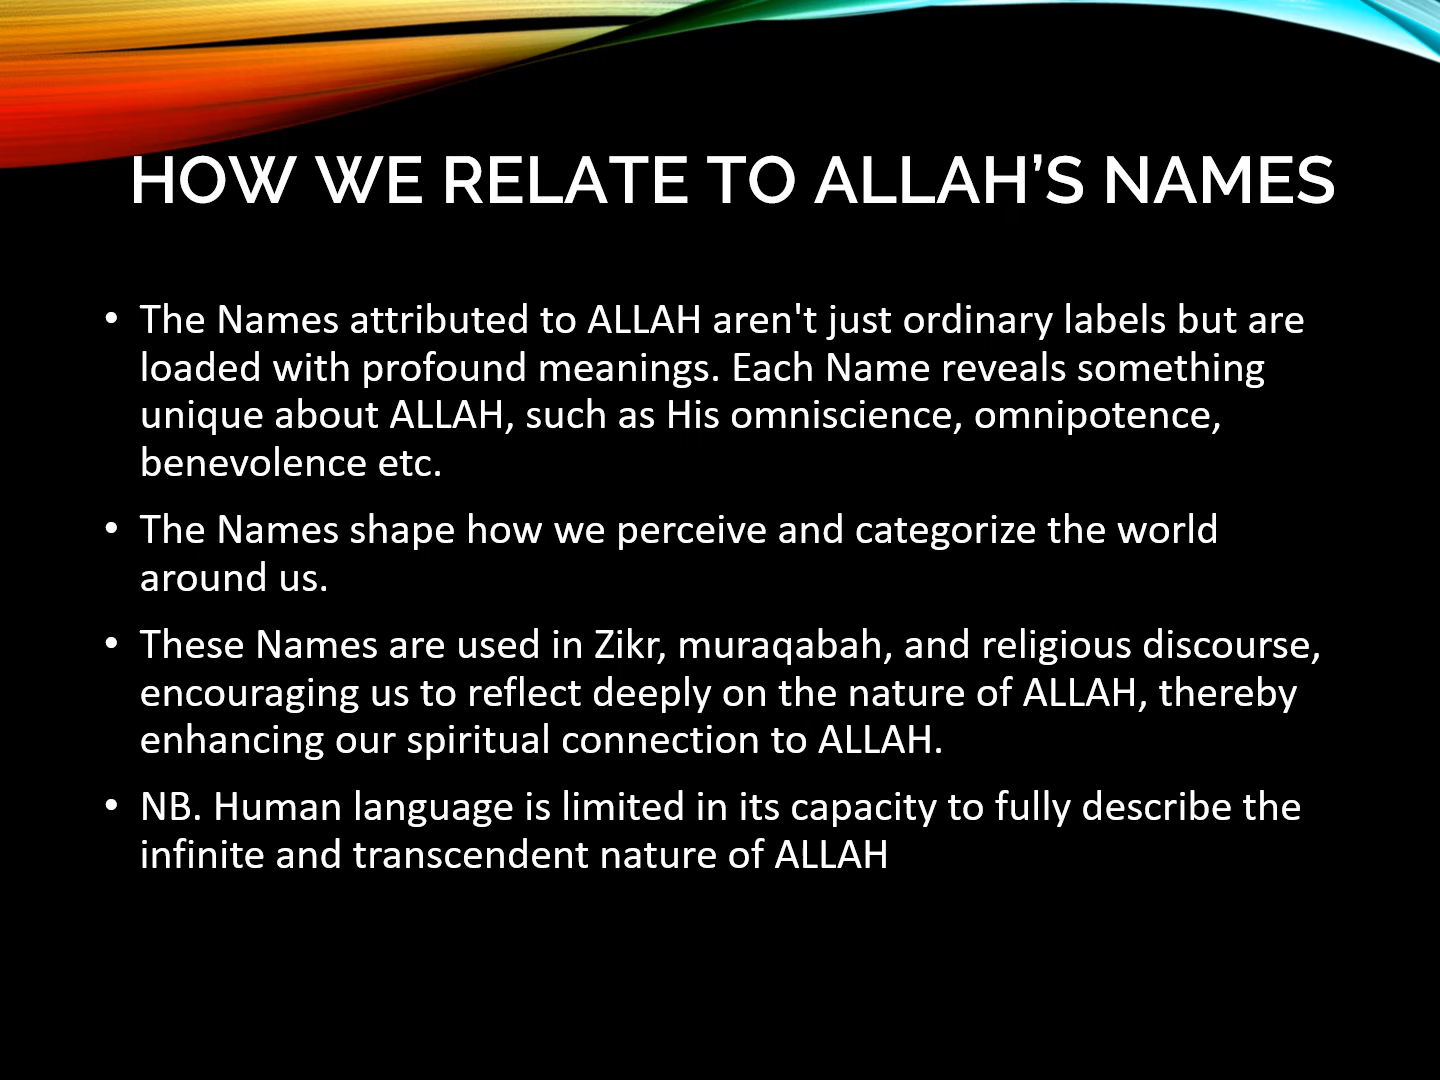 HOW WE RELATE TO ALLAH’S NAMES
• The Names attributed to ALLAH aren't just ordinary labels but are
loaded with profound meanings. Each Name reveals something
unique about ALLAH, such as His omniscience, omnipotence,
benevolence etc.
• The Names shape how we perceive and categorize the world
around us.
• These Names are used in Zikr, muraqabah, and religious discourse,
encouraging us to reflect deeply on the nature of ALLAH, thereby
enhancing our spiritual connection to ALLAH.
• NB. Human language is limited in its capacity to fully describe the
infinite and transcendent nature of ALLAH